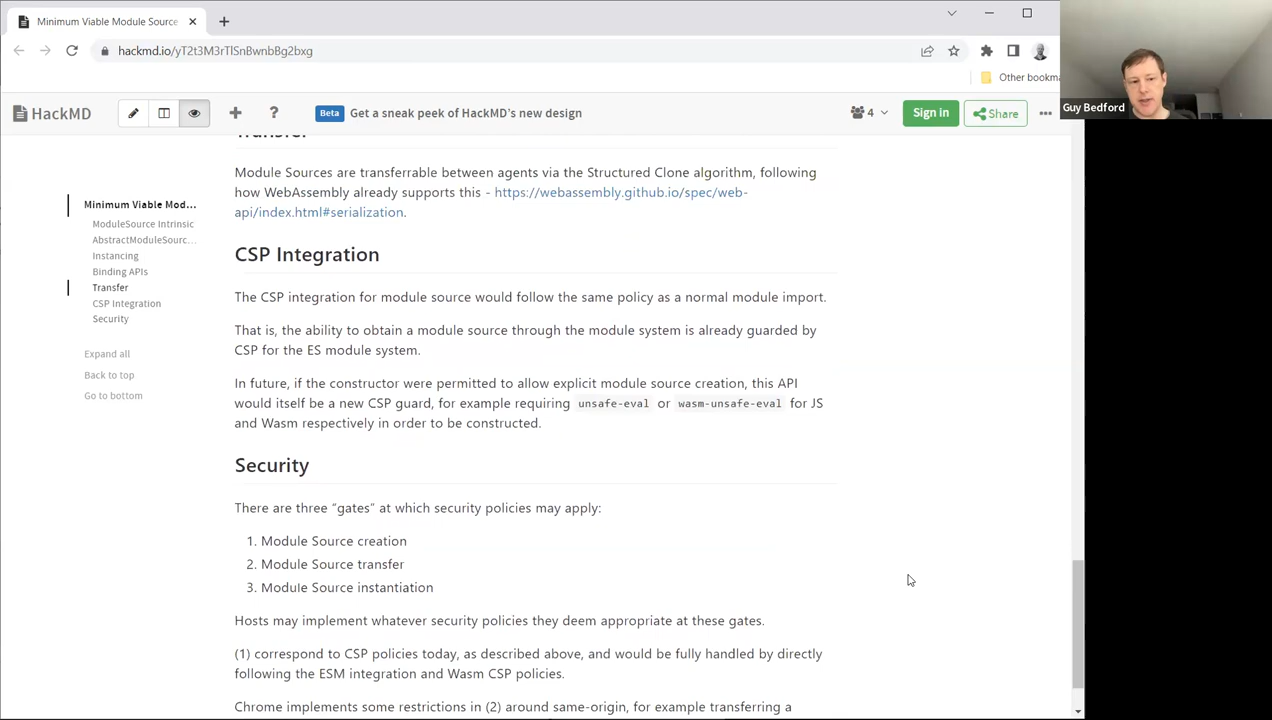 Minimum Viable Module Source
hackmd.io/yT2t3M3rTlSnBwnbBg2bxg
Other bookma
Guy Bedford
HackMD
Beta Get a sneak peek of HackMD's new design
4
Sign in
Share
Transfer
Module Sources are transferrable between agents via the Structured Clone algorithm, following
how WebAssembly already supports this - https://webassembly.github.io/spec/web-
api/index.html#serialization.
Minimum Viable Mod...
ModuleSource Intrinsic
AbstractModuleSourc...
Instancing
Binding APIs
Transfer
CSP Integration
Security
Expall all
Back to top
Go to bottom
CSP Integration
The CSP integration for module source would follow the same policy as a normal module import.
That is, the ability to obtain a module source through the module system is already guarded by
CSP for the ES module system.
In future, if the constructor were permitted to allow explicit module source creation, this API
would itself be a new CSP guard, for example requiring unsafe-eval or wasm-unsafe-eval for JS
and Wasm respectively in order to be constructed.
Security
There are three “gates” at which security policies may apply:
1. Module Source creation
2. Module Source transfer
3. Module Source instantiation
Hosts may implement whatever security policies they deem appropriate at these gates.
(1) correspond to CSP policies today, as described above, and would be fully handled by directly
following the ESM integration and Wasm CSP policies.
Chrome implements some restrictions in (2) around same-origin, for example transferring a